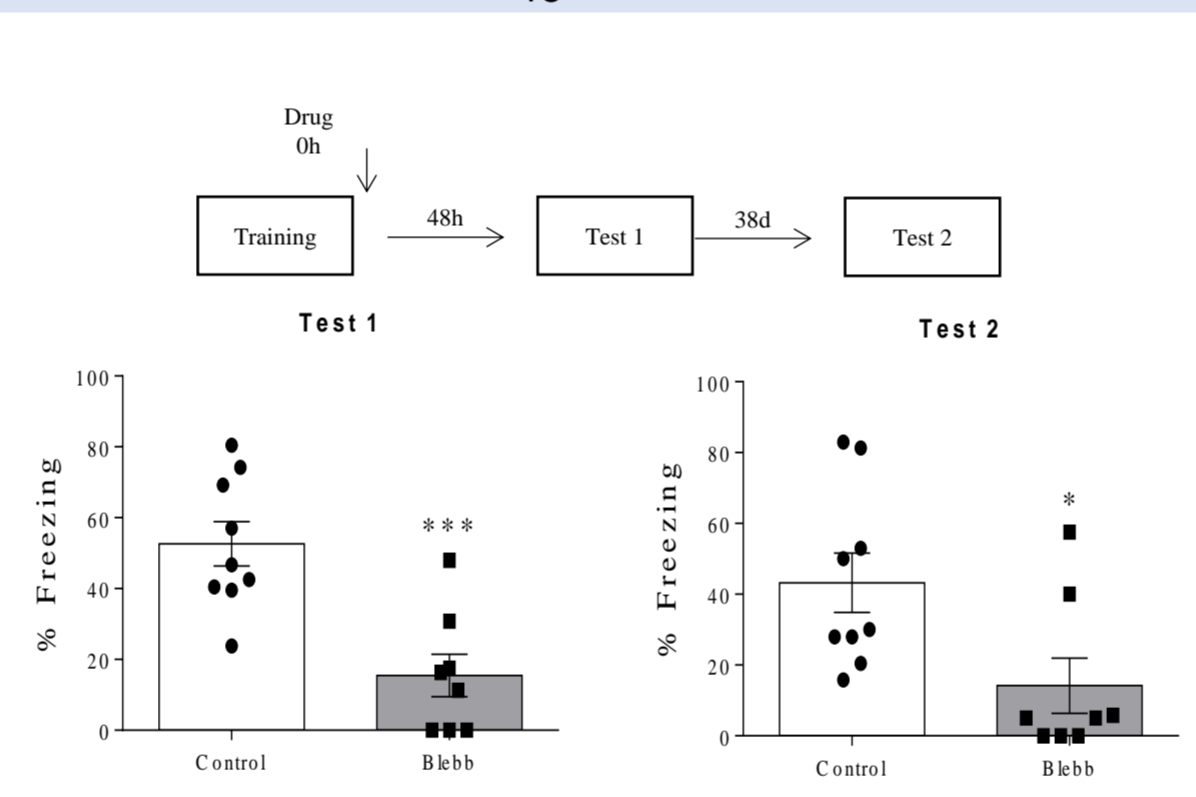 Drug
0h
Training
48h
Test 1
38d
Test 2
Test 1
Test 2
100
80
60
40
20
0
% Freezing
***
Control
Blebb
100
80
60
40
20
0
% Freezing
*
Control
Blebb